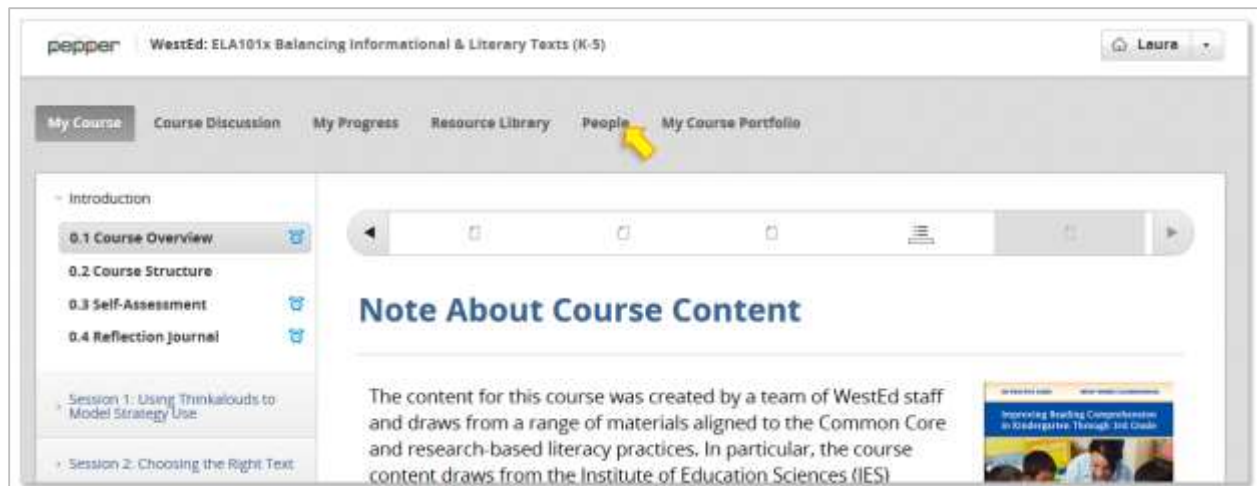 pepper WestEd: ELA101x Balancing Informational & Literary Texts (K-5) Laura
My Course Course Discussion My Progress Resource Library People My Course Portfolio
Introduction
0.1 Course Overview
0.2 Course Structure
0.3 Self-Assessment
0.4 Reflection Journal
Session 1: Using Thinkalouds to
Model Strategy Use
Session 2: Choosing the Right Text
Note About Course Content
The content for this course was created by a team of WestEd staff
and draws from a range of materials aligned to the Common Core
and research-based literacy practices. In particular, the course
content draws from the Institute of Education Sciences (IES)
Improving Reading Comprehension
in Kindergarten Through 3rd Grade